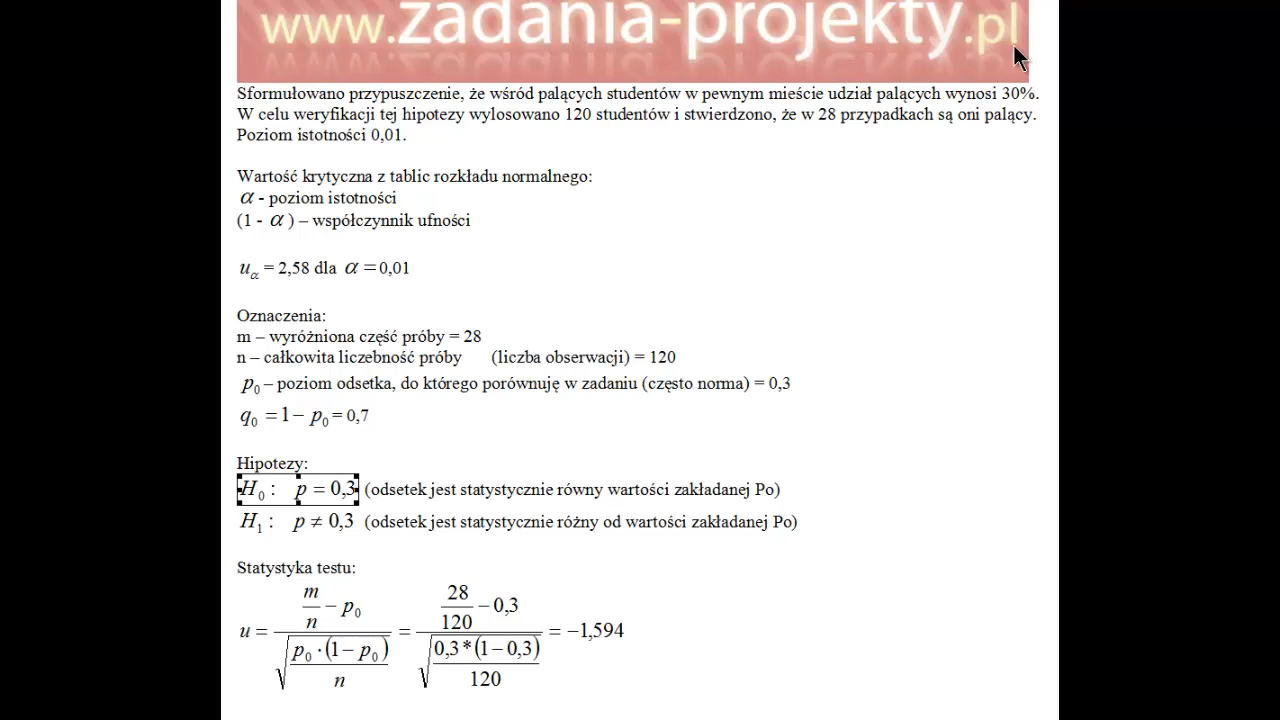 www.zadania-projekty.pl
Sformułowano przypuszczenie, że wśród palących studentów w pewnym mieście udział palących wynosi 30%.
W celu weryfikacji tej hipotezy wylosowano 120 studentów i stwierdzono, że w 28 przypadkach są oni palący.
Poziom istotności 0,01.
Wartość krytyczna z tablic rozkładu normalnego:
α - poziom istotności
(1 - α) – współczynnik ufności
u_α = 2,58 dla α = 0,01
Oznaczenia:
m – wyróżniona część próby = 28
n – całkowita liczebność próby (liczba obserwacji) = 120
p₀ – poziom odsetka, do którego porównuję w zadaniu (często norma) = 0,3
q₀ = 1 − p₀ = 0,7
Hipotezy:
H₀ : p = 0,3 (odsetek jest statystycznie równy wartości zakładanej Po)
H₁ : p ≠ 0,3 (odsetek jest statystycznie różny od wartości zakładanej Po)
Statystyka testu:
u = (m/n − p₀) / √(p₀·(1 − p₀)/n) = (28/120 − 0,3) / √(0,3*(1 − 0,3)/120) = −1,594